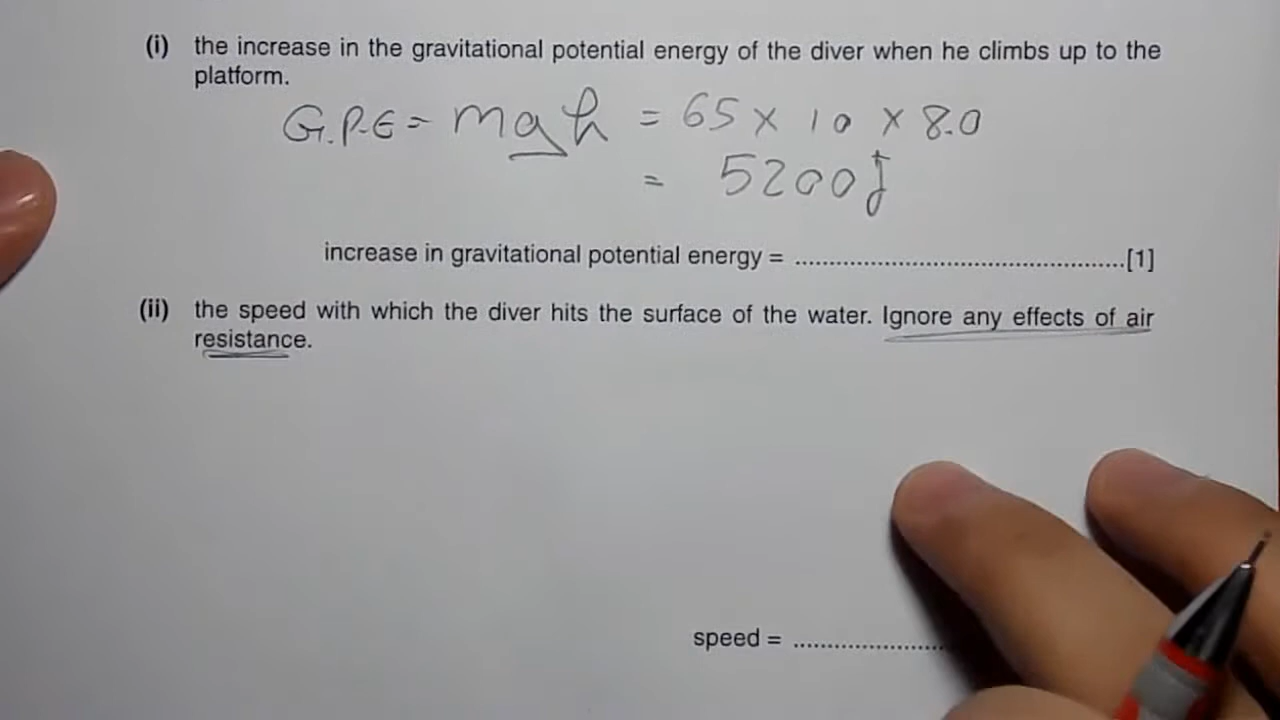 (i) the increase in the gravitational potential energy of the diver when he climbs up to the
platform.
G.P.E = mgh = 65 × 10 × 8.0
= 5200J
increase in gravitational potential energy = ................................................[1]
(ii) the speed with which the diver hits the surface of the water. Ignore any effects of air
resistance.
speed = ......................